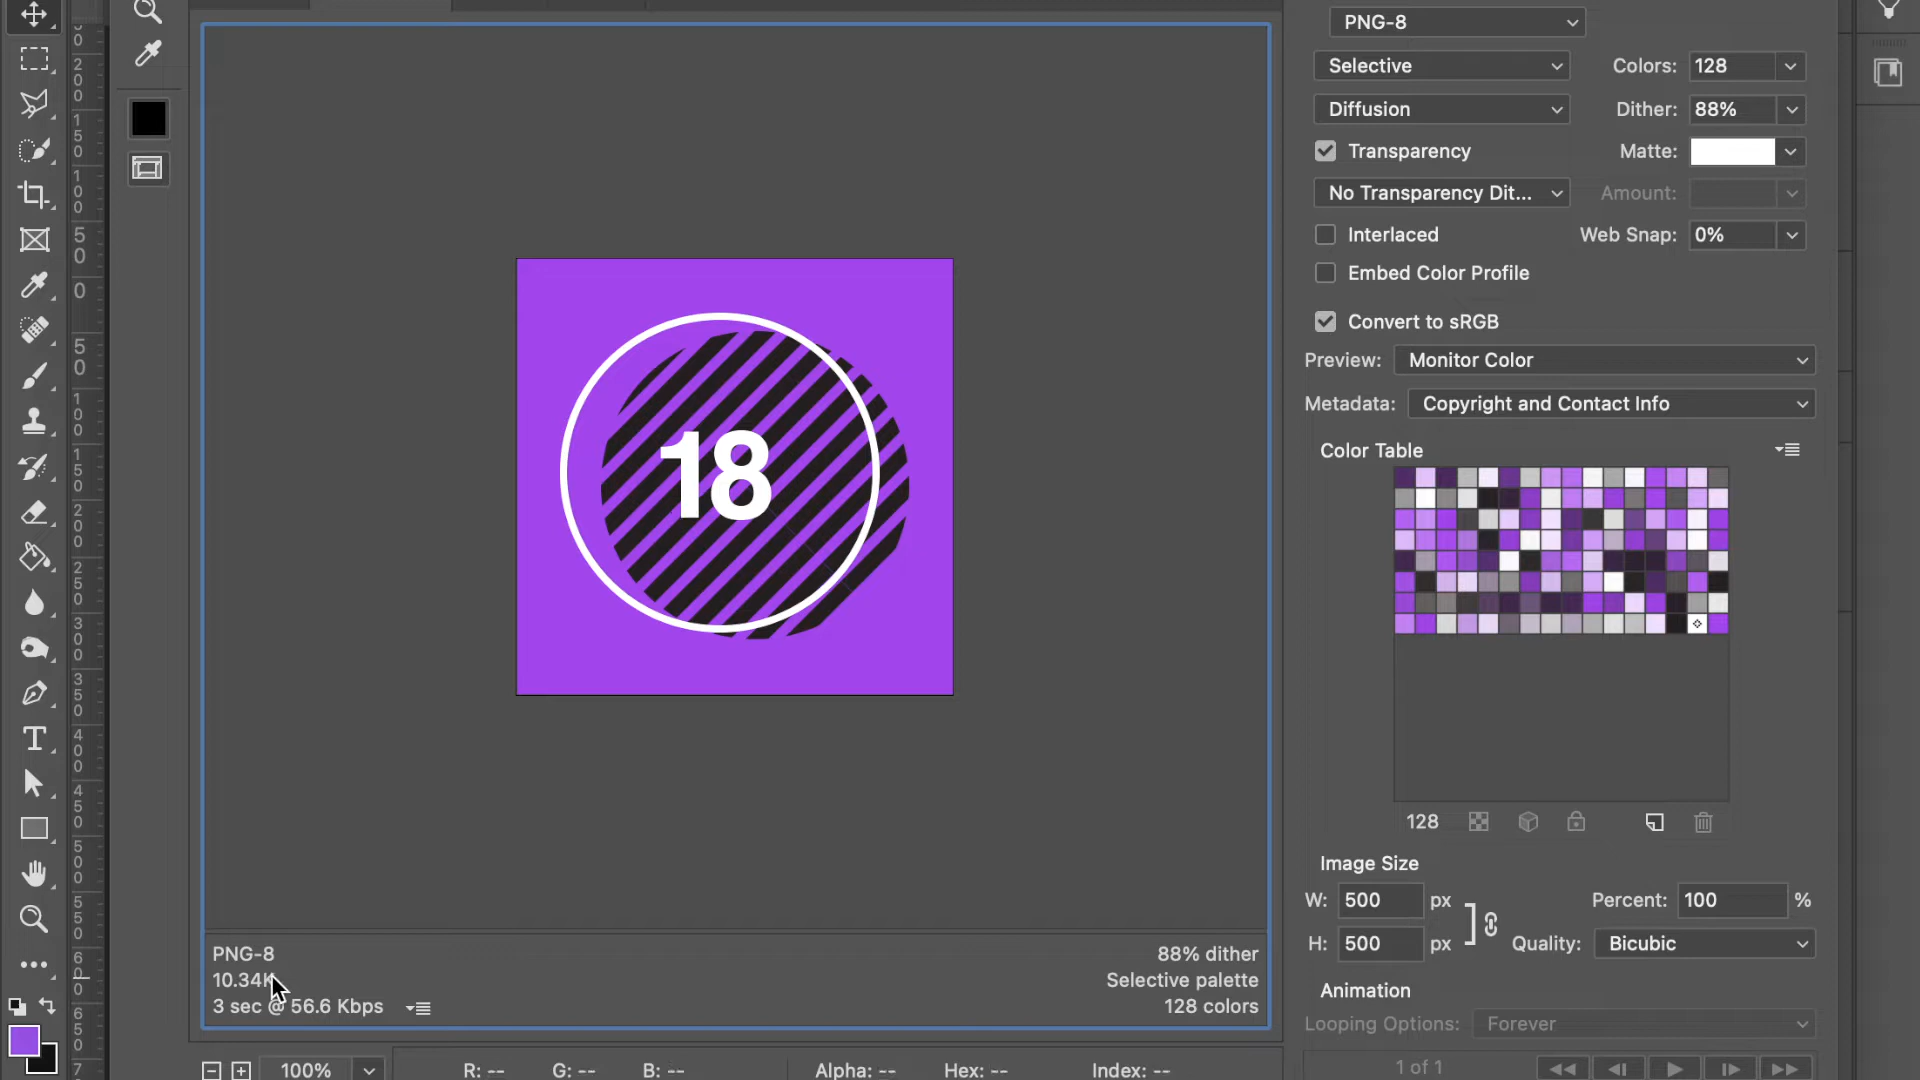 PNG-8
Selective
Colors: 128
Diffusion
Dither: 88%
Transparency
Matte:
No Transparency Dit...
Amount:
Interlaced
Web Snap: 0%
Embed Color Profile
Convert to sRGB
Preview: Monitor Color
Metadata: Copyright and Contact Info
Color Table
18
128
Image Size
W: 500 px
Percent: 100 %
H: 500 px
Quality: Bicubic
Animation
Looping Options: Forever
1 of 1
PNG-8
88% dither
10.34K
Selective palette
3 sec @ 56.6 Kbps
128 colors
100%
R: --
G: --
B: --
Alpha: --
Hex: --
Index: --